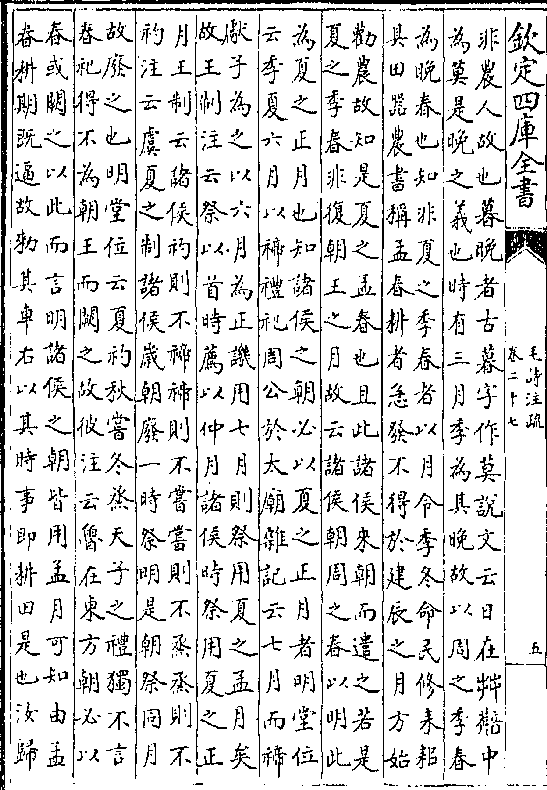 欽定四庫全書
毛詩注疏
卷二十七
五
非農人故也暮晚者古暮字作莫說文云日在茻中
為莫是晚之義也時有三月季為其晚故以周之季春
為晚春也知非夏之季春者以月令季冬命民修耒耜
其田器農書稱孟春耕者急發不得於建辰之月方始
勸農故知是夏之孟春也且此諸侯來朝而遣之若是
夏之季春非復朝王之月故云諸侯朝周之春以明此
為夏之正月也知諸侯之朝必以夏之正月者明堂位
云季夏六月以禘禮祀周公於太廟雜記云七月而禘
獻子為之以六月為正譏用七月則祭用夏之孟月矣
故王制注云祭以首時薦以仲月諸侯時祭用夏之正
月王制云諸侯礿則不禘禘則不嘗嘗則不烝烝則不
礿注云虞夏之制諸侯歲朝廢一時祭明是朝祭同月
故廢之也明堂位云夏礿秋嘗冬烝天子之禮獨不言
春祀得不為朝王而闕之故彼注云魯在東方朝必以
春或闕之以此而言明諸侯之朝皆用孟月可知由孟
春耕期既逼故勑其車右以其時事即耕田是也汝歸